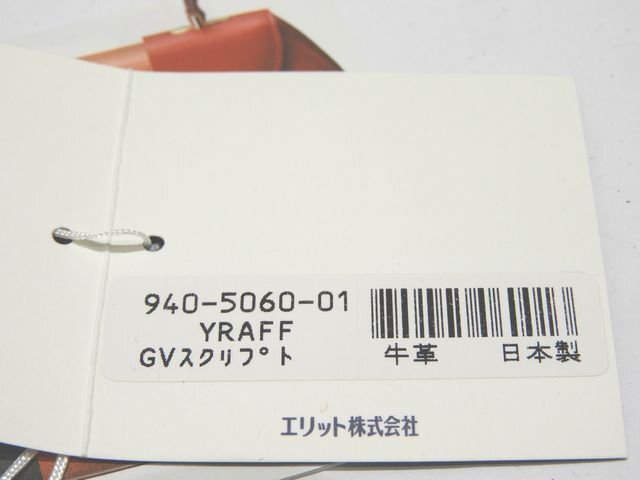 940-5060-01
YRAFF
GVｽｸﾘﾌﾟﾄ
牛革 日本製
エリット株式会社